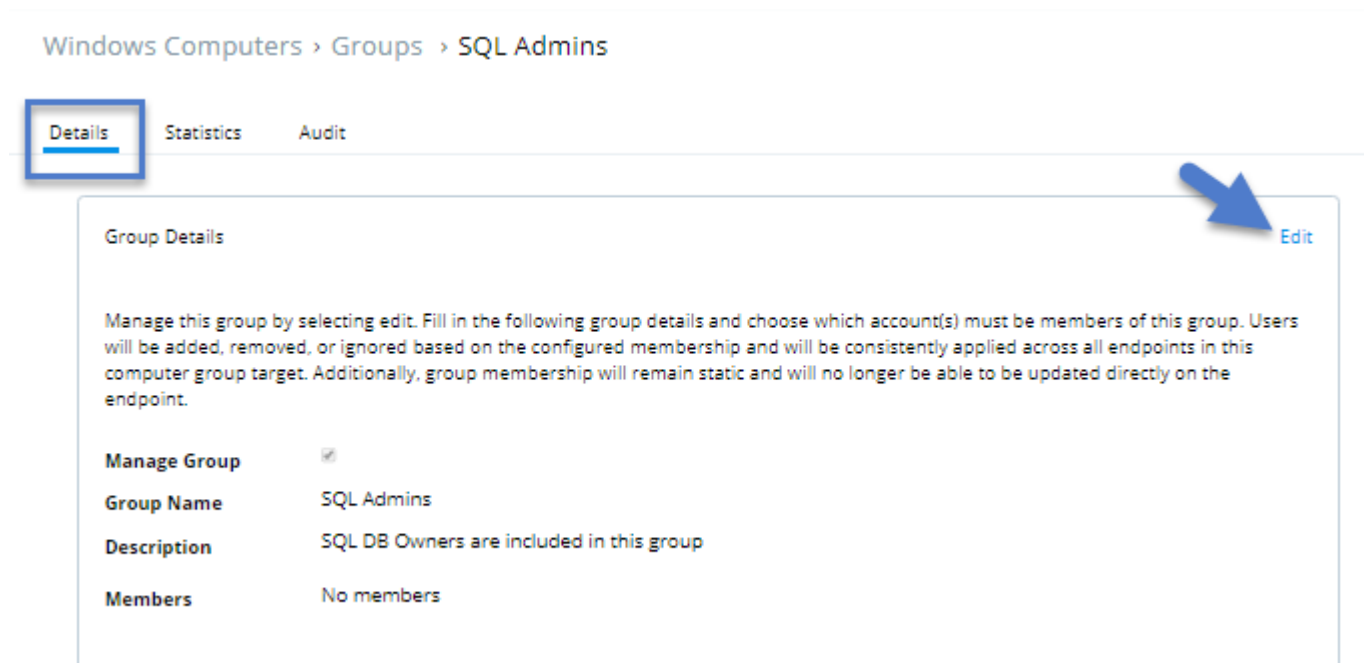 Windows Computers › Groups › SQL Admins
Details Statistics Audit
Group Details Edit
Manage this group by selecting edit. Fill in the following group details and choose which account(s) must be members of this group. Users
will be added, removed, or ignored based on the configured membership and will be consistently applied across all endpoints in this
computer group target. Additionally, group membership will remain static and will no longer be able to be updated directly on the
endpoint.
Manage Group
Group Name SQL Admins
Description SQL DB Owners are included in this group
Members No members